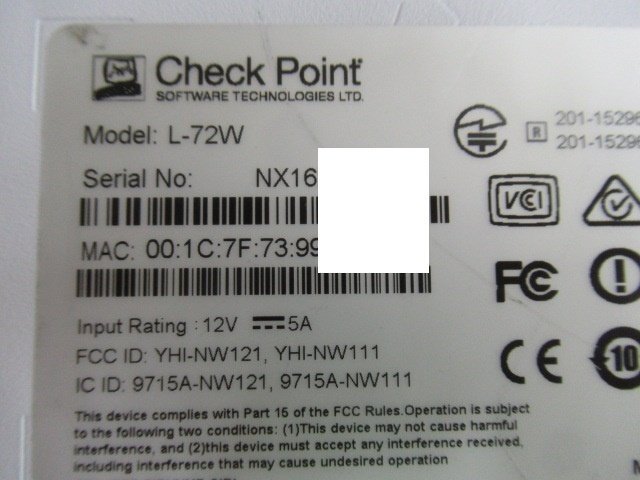 Check Point
SOFTWARE TECHNOLOGIES LTD.
Model: L-72W
R 201-15296
201-15296
Serial No: NX16
VCI
MAC: 00:1C:7F:73:99
FC
Input Rating : 12V 5A
FCC ID: YHI-NW121, YHI-NW111
CE 10
IC ID: 9715A-NW121, 9715A-NW111
This device complies with Part 15 of the FCC Rules.Operation is subject
to the following two conditions: (1)This device may not cause harmful
interference, and (2)this device must accept any interference received,
including interference that may cause undesired operation